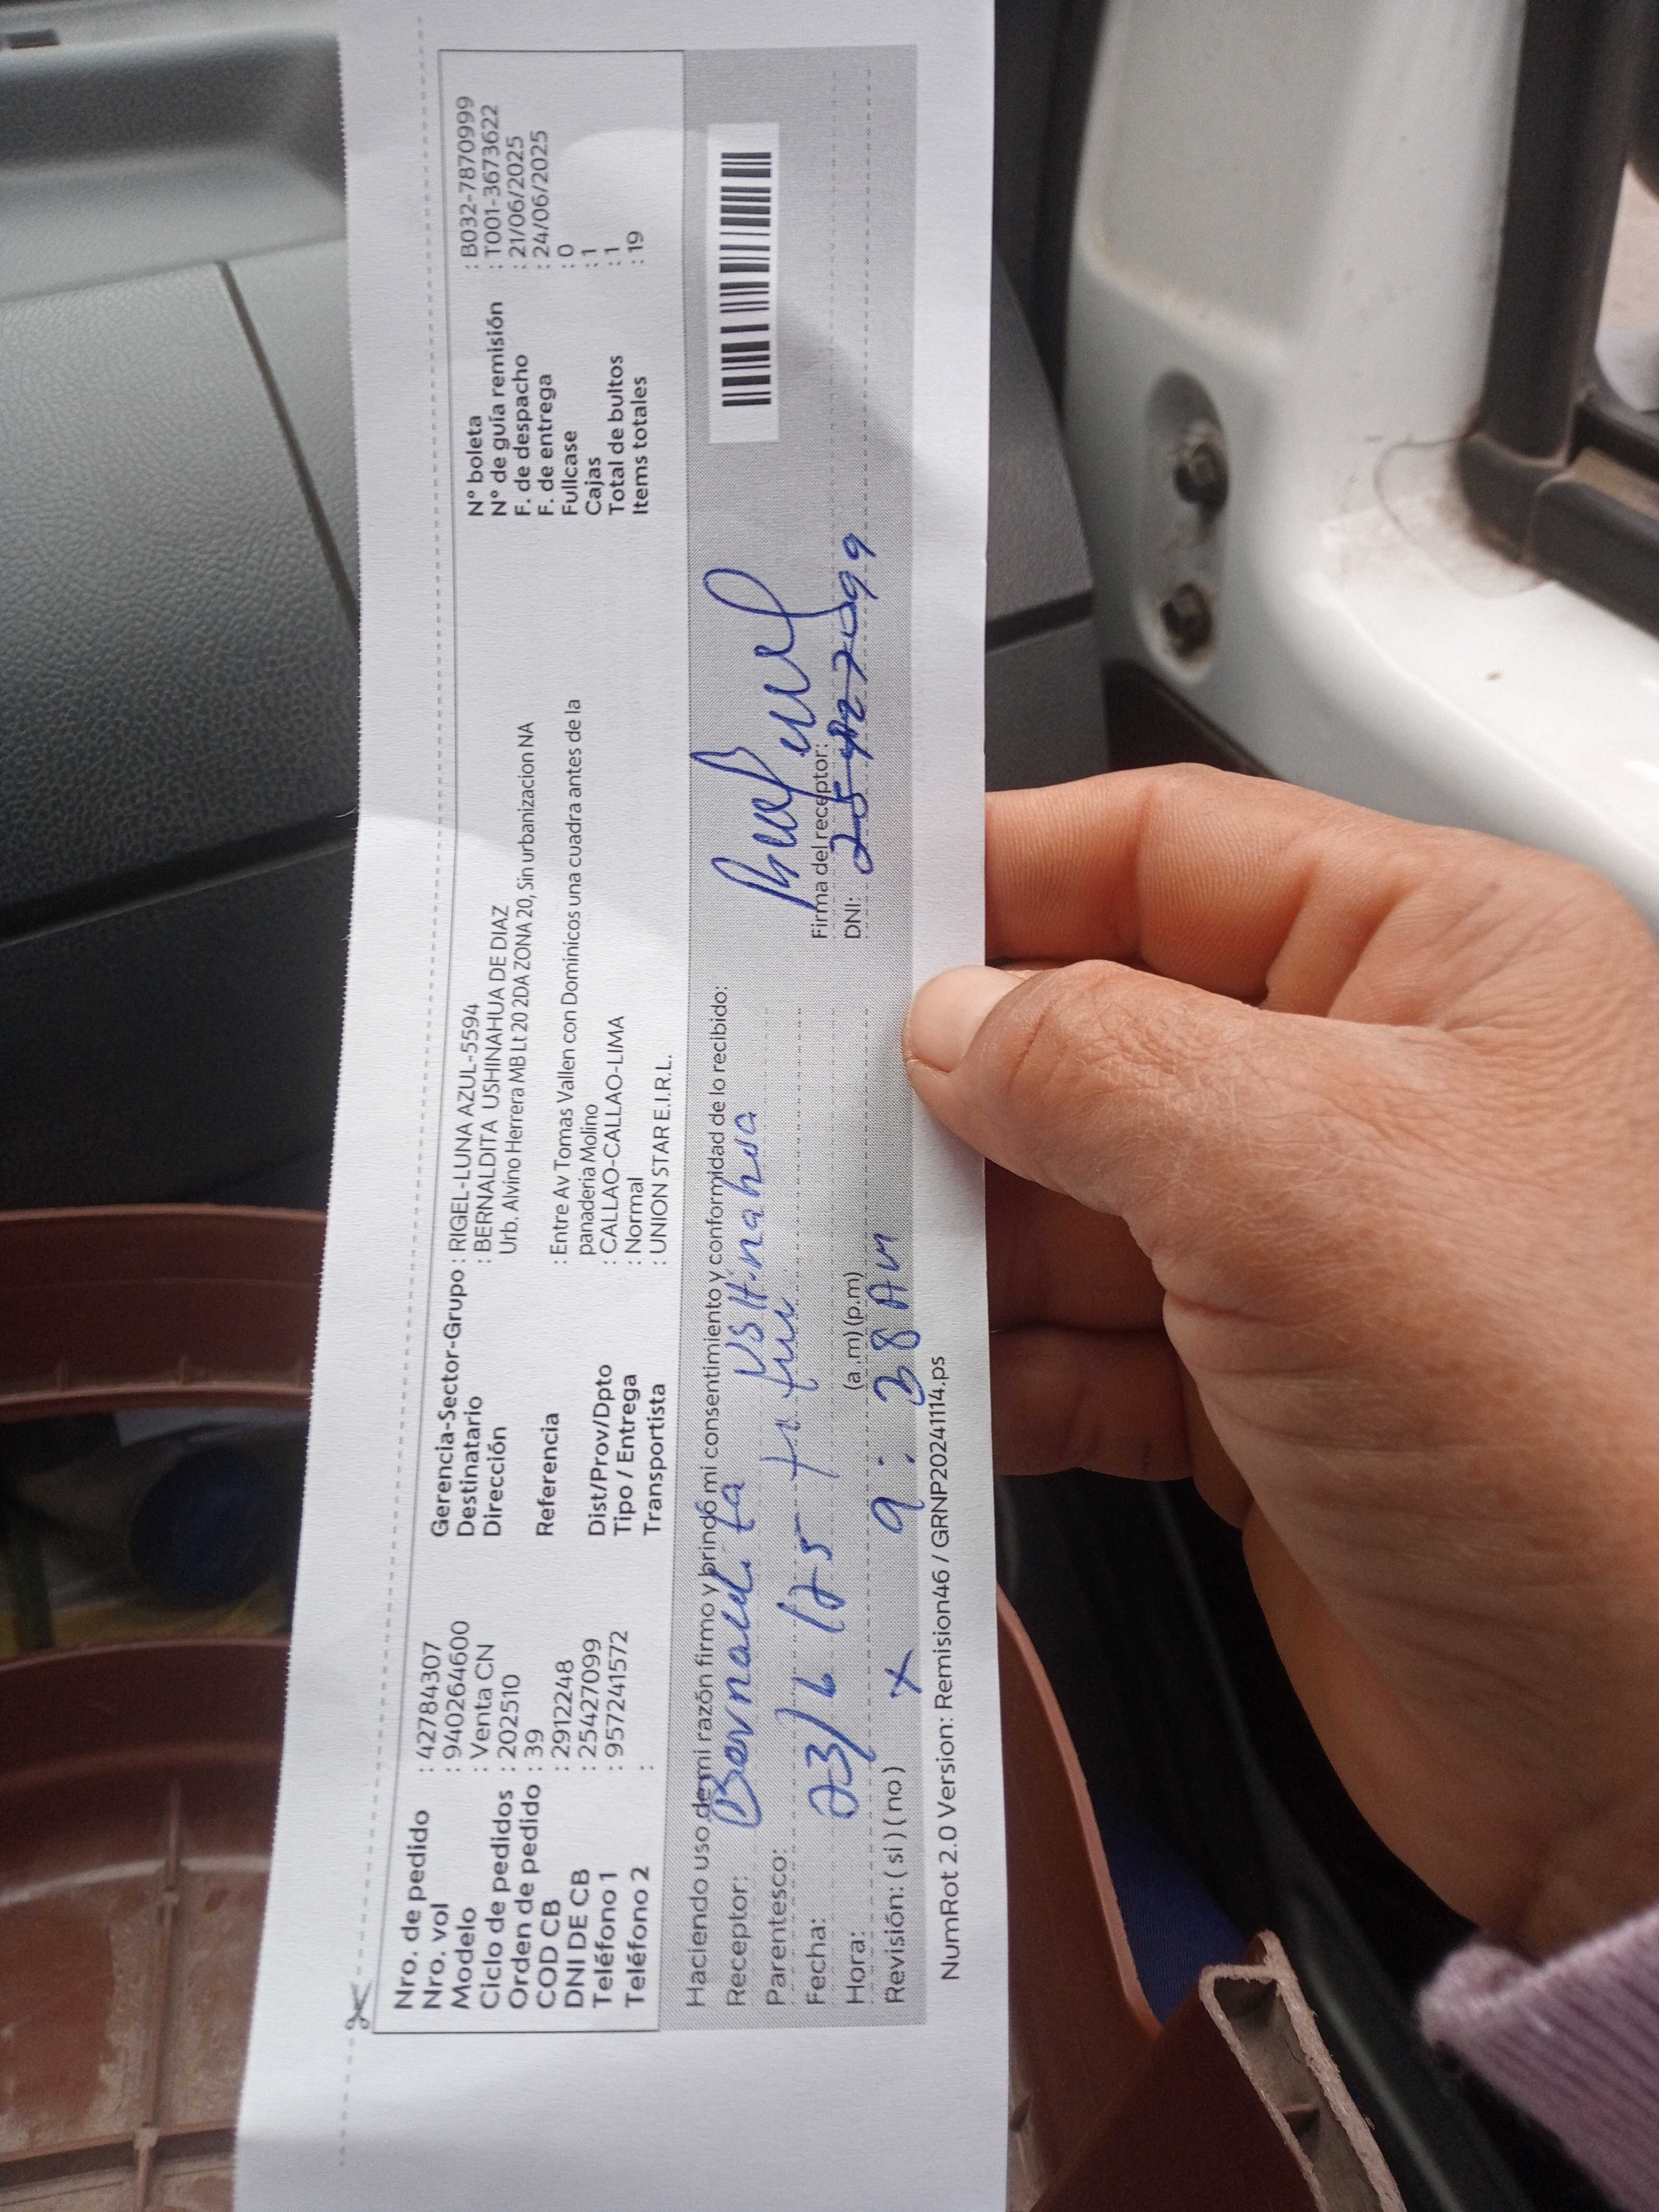 Nro. de pedido : 42784307
Nro. vol : 940264600
Modelo : Venta CN
Ciclo de pedidos : 202510
Orden de pedido : 39
COD CB : 2912248
DNI DE CB : 25427099
Teléfono 1 : 957241572
Teléfono 2 :
Gerencia-Sector-Grupo : RIGEL-LUNA AZUL-5594
Destinatario : BERNALDITA USHINAHUA DE DIAZ
Dirección Urb. Alvino Herrera MB Lt 20 2DA ZONA 20, Sin urbanizacion NA
Referencia : Entre Av Tomas Vallen con Dominicos una cuadra antes de la
panaderia Molino
Dist/Prov/Dpto : CALLAO-CALLAO-LIMA
Tipo / Entrega : Normal
Transportista : UNION STAR E.I.R.L.
N° boleta : B032-7870999
N° de guía remisión : T001-3673622
F. de despacho : 21/06/2025
F. de entrega : 24/06/2025
Fullcase : 0
Cajas : 1
Total de bultos : 1
Items totales : 19
Haciendo uso de mi razón firmo y brindo mi consentimiento y conformidad de lo recibido:
Receptor: Bernaldita Ushinahua
Parentesco:
Fecha: 23/6/25
Hora: (a.m) (p.m) 9:38 AM
Revisión: (si) (no) x
Firma del receptor:
DNI: 25427099
NumRot 2.0 Version: Remision46 / GRNP20241114.ps